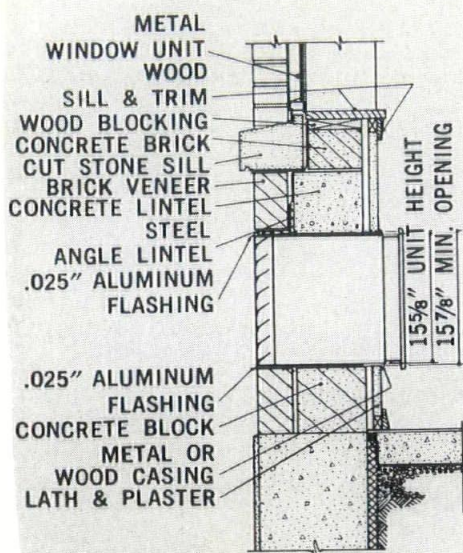 METAL
WINDOW UNIT
WOOD
SILL & TRIM
WOOD BLOCKING
CONCRETE BRICK
CUT STONE SILL
BRICK VENEER
CONCRETE LINTEL
STEEL
ANGLE LINTEL
.025" ALUMINUM
FLASHING
15⅝" UNIT HEIGHT
15⅞" MIN. OPENING
.025" ALUMINUM
FLASHING
CONCRETE BLOCK
METAL OR
WOOD CASING
LATH & PLASTER